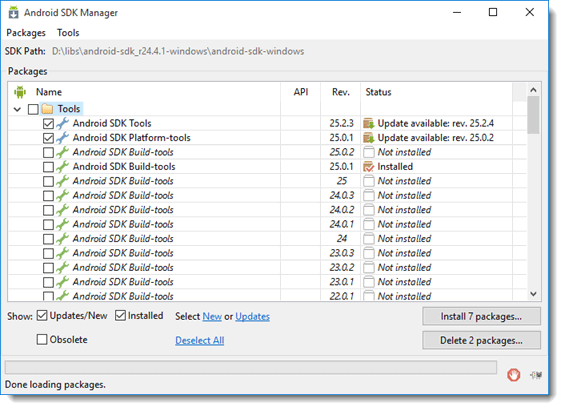 Android SDK Manager
Packages Tools
SDK Path: D:\libs\android-sdk_r24.4.1-windows\android-sdk-windows
Packages
Name API Rev. Status
Tools
Android SDK Tools 25.2.3 Update available: rev. 25.2.4
Android SDK Platform-tools 25.0.1 Update available: rev. 25.0.2
Android SDK Build-tools 25.0.2 Not installed
Android SDK Build-tools 25.0.1 Installed
Android SDK Build-tools 25 Not installed
Android SDK Build-tools 24.0.3 Not installed
Android SDK Build-tools 24.0.2 Not installed
Android SDK Build-tools 24.0.1 Not installed
Android SDK Build-tools 24 Not installed
Android SDK Build-tools 23.0.3 Not installed
Android SDK Build-tools 23.0.2 Not installed
Android SDK Build-tools 23.0.1 Not installed
Android SDK Build-tools 22.0.1 Not installed
Show: Updates/New Installed Select New or Updates Install 7 packages...
Obsolete Deselect All Delete 2 packages...
Done loading packages.